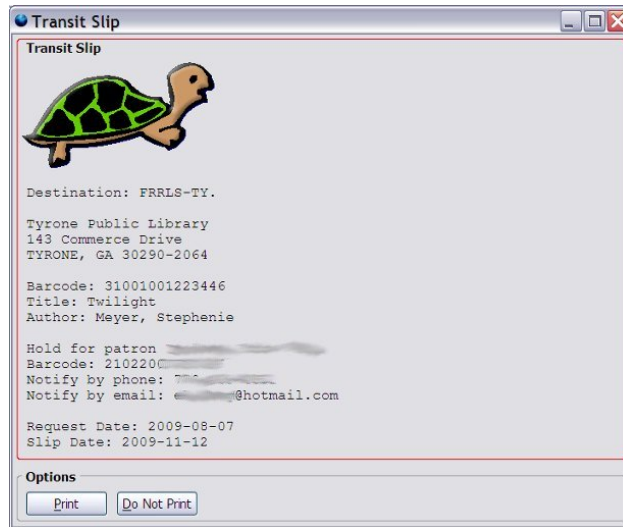 Transit Slip
Transit Slip
Destination: FRRLS-TY.
Tyrone Public Library
143 Commerce Drive
TYRONE, GA 30290-2064
Barcode: 31001001223446
Title: Twilight
Author: Meyer, Stephenie
Hold for patron
Barcode: 210220
Notify by phone:
Notify by email: @hotmail.com
Request Date: 2009-08-07
Slip Date: 2009-11-12
Options
Print Do Not Print